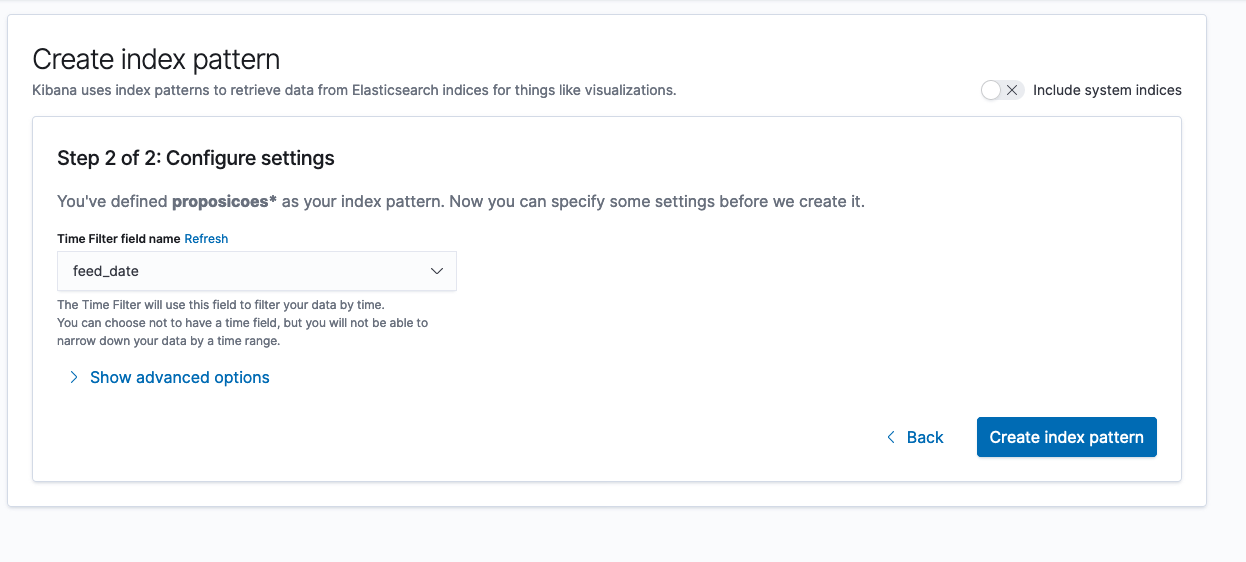 Create index pattern
Kibana uses index patterns to retrieve data from Elasticsearch indices for things like visualizations.
Include system indices
Step 2 of 2: Configure settings
You've defined proposicoes* as your index pattern. Now you can specify some settings before we create it.
Time Filter field name Refresh
feed_date
The Time Filter will use this field to filter your data by time.
You can choose not to have a time field, but you will not be able to
narrow down your data by a time range.
Show advanced options
Back
Create index pattern